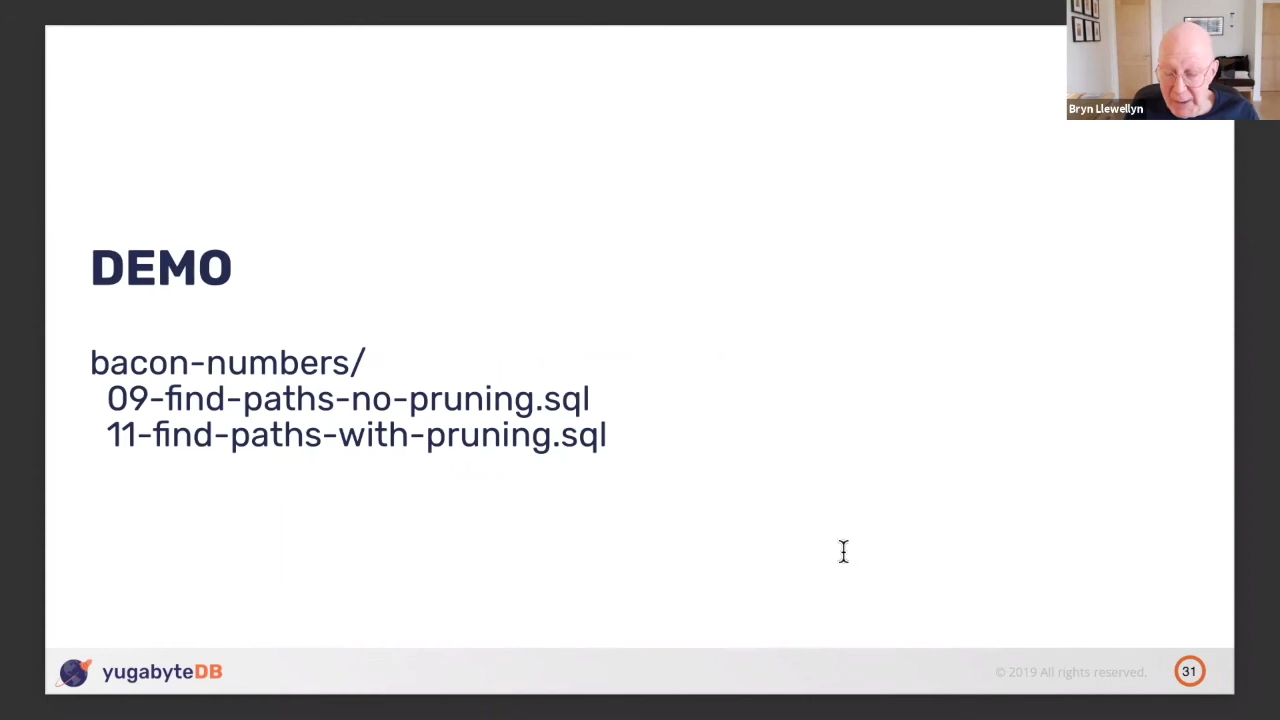 Bryn Llewellyn
DEMO
bacon-numbers/
09-find-paths-no-pruning.sql
11-find-paths-with-pruning.sql
yugabyteDB
© 2019 All rights reserved.
31